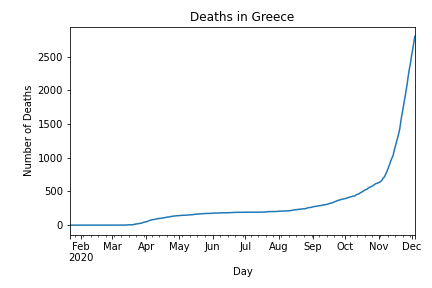 Deaths in Greece
Number of Deaths
2500
2000
1500
1000
500
0
Feb Mar Apr May Jun Jul Aug Sep Oct Nov Dec
2020
Day